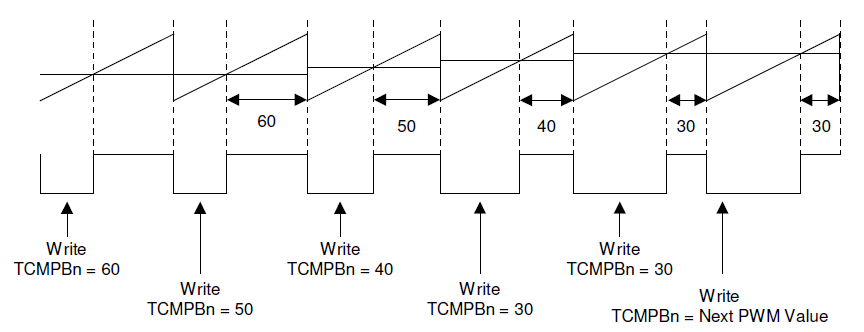 60
50
40
30
30
Write
TCMPBn = 60
Write
TCMPBn = 50
Write
TCMPBn = 40
Write
TCMPBn = 30
Write
TCMPBn = 30
Write
TCMPBn = Next PWM Value